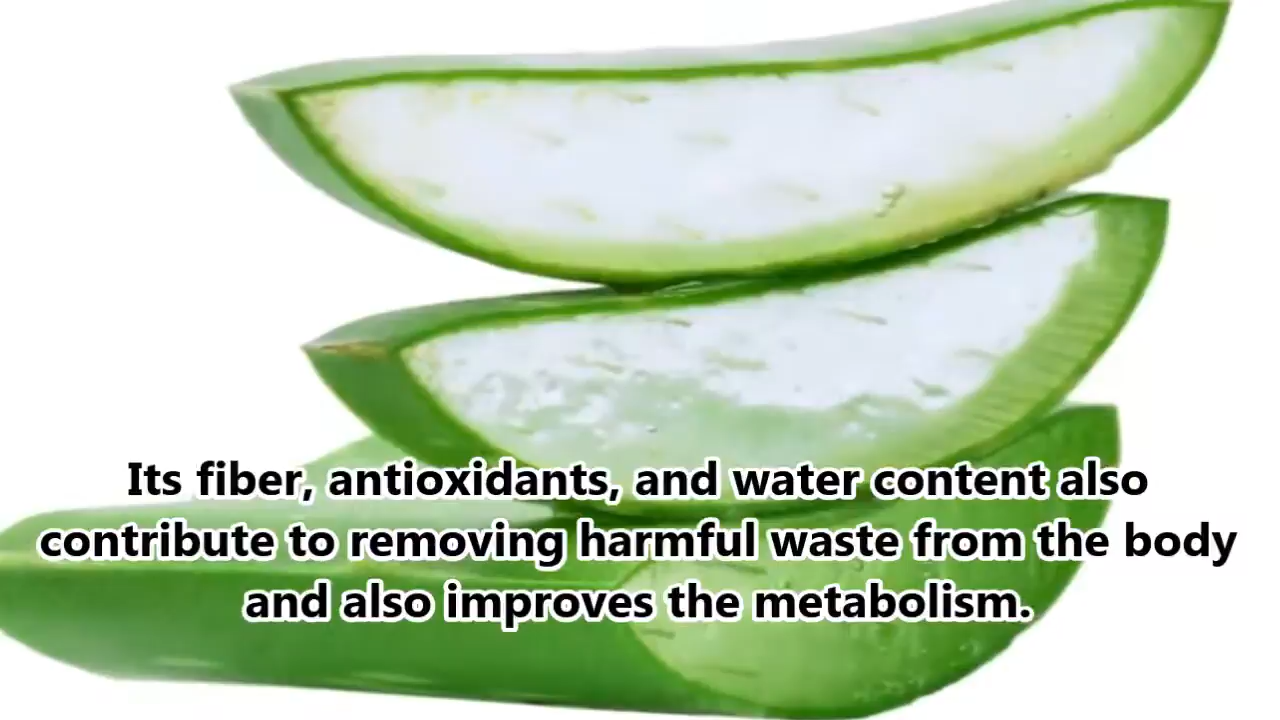 Its fiber, antioxidants, and water content also
contribute to removing harmful waste from the body
and also improves the metabolism.